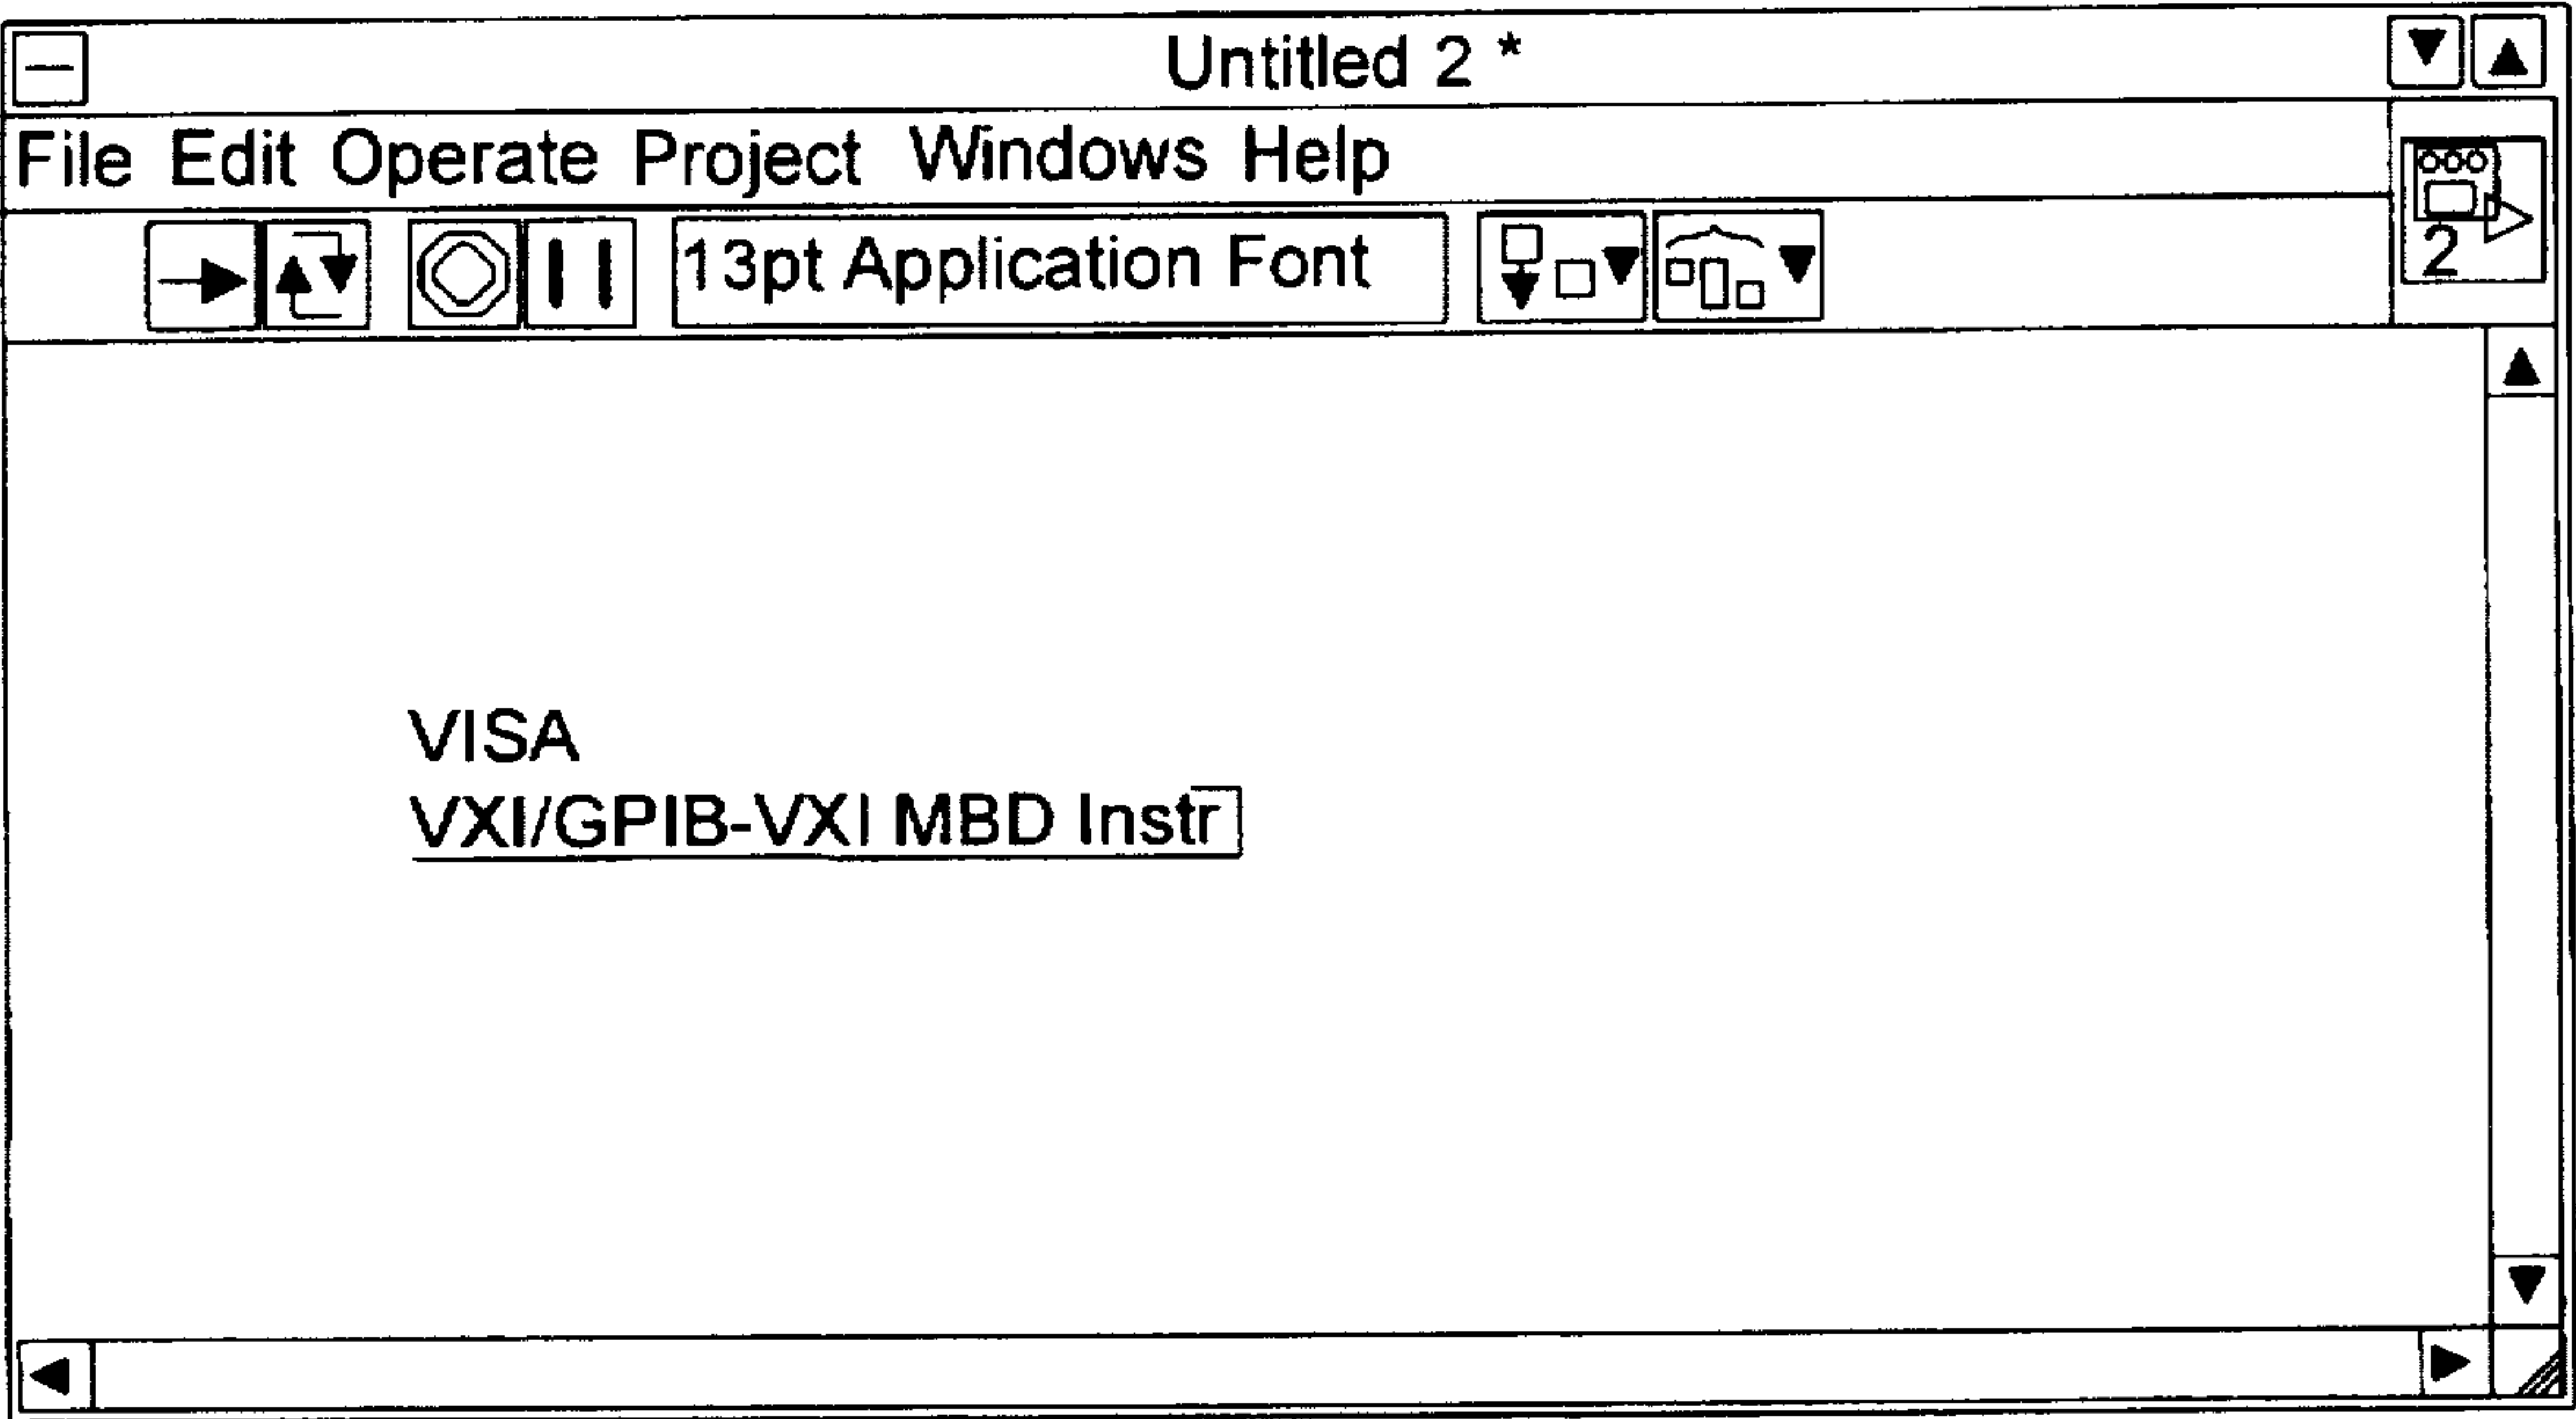 Untitled 2 *
File Edit Operate Project Windows Help
13pt Application Font
2
VISA
VXI/GPIB-VXI MBD Instr